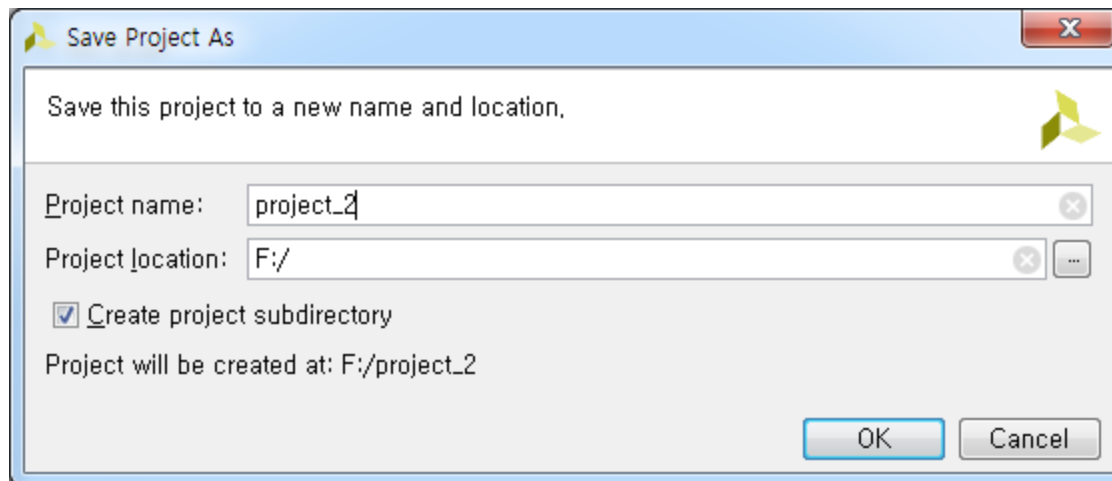 Save Project As
Save this project to a new name and location.
Project name: project_2
Project location: F:/ ...
Create project subdirectory
Project will be created at: F:/project_2
OK Cancel